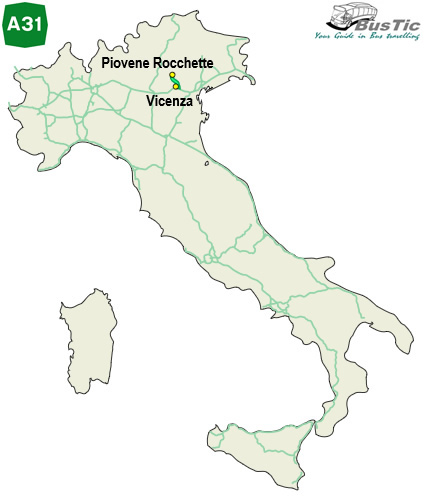 A31
BusTic
Your Guide in Bus travelling
Piovene Rocchette
Vicenza